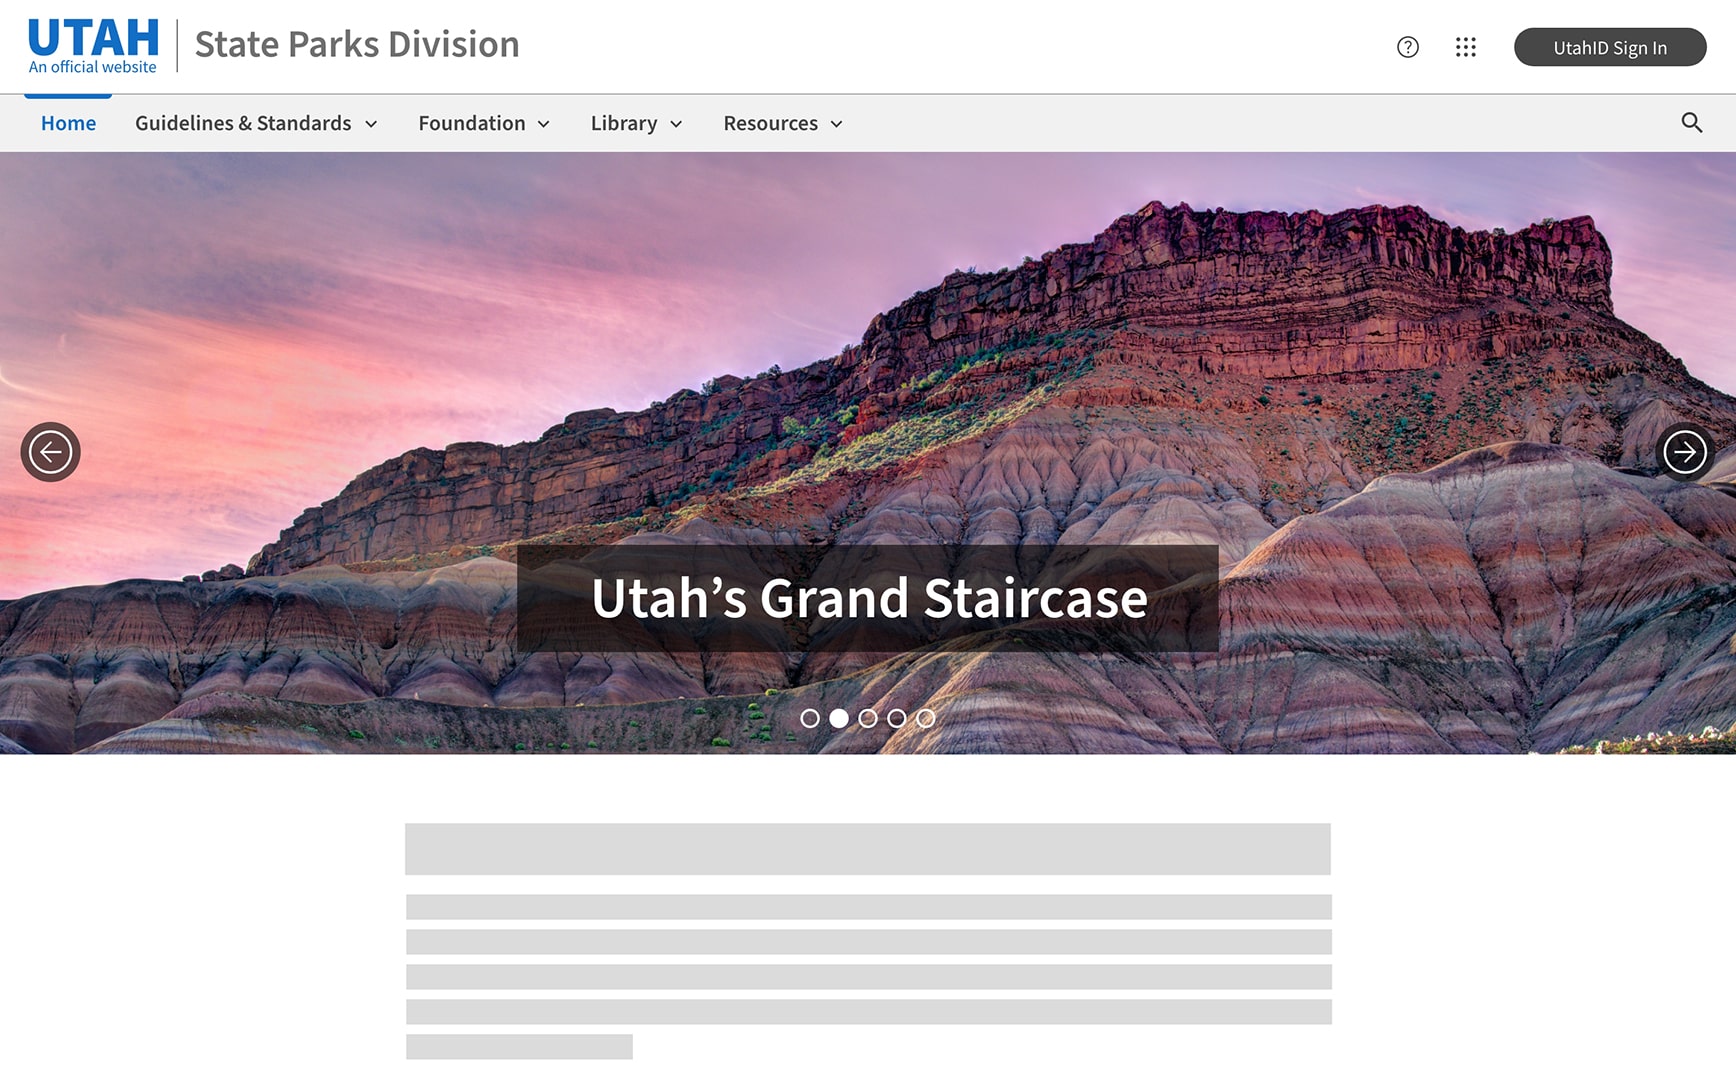 UTAH
An official website
State Parks Division
UtahID Sign In
Home
Guidelines & Standards
Foundation
Library
Resources
Utah’s Grand Staircase